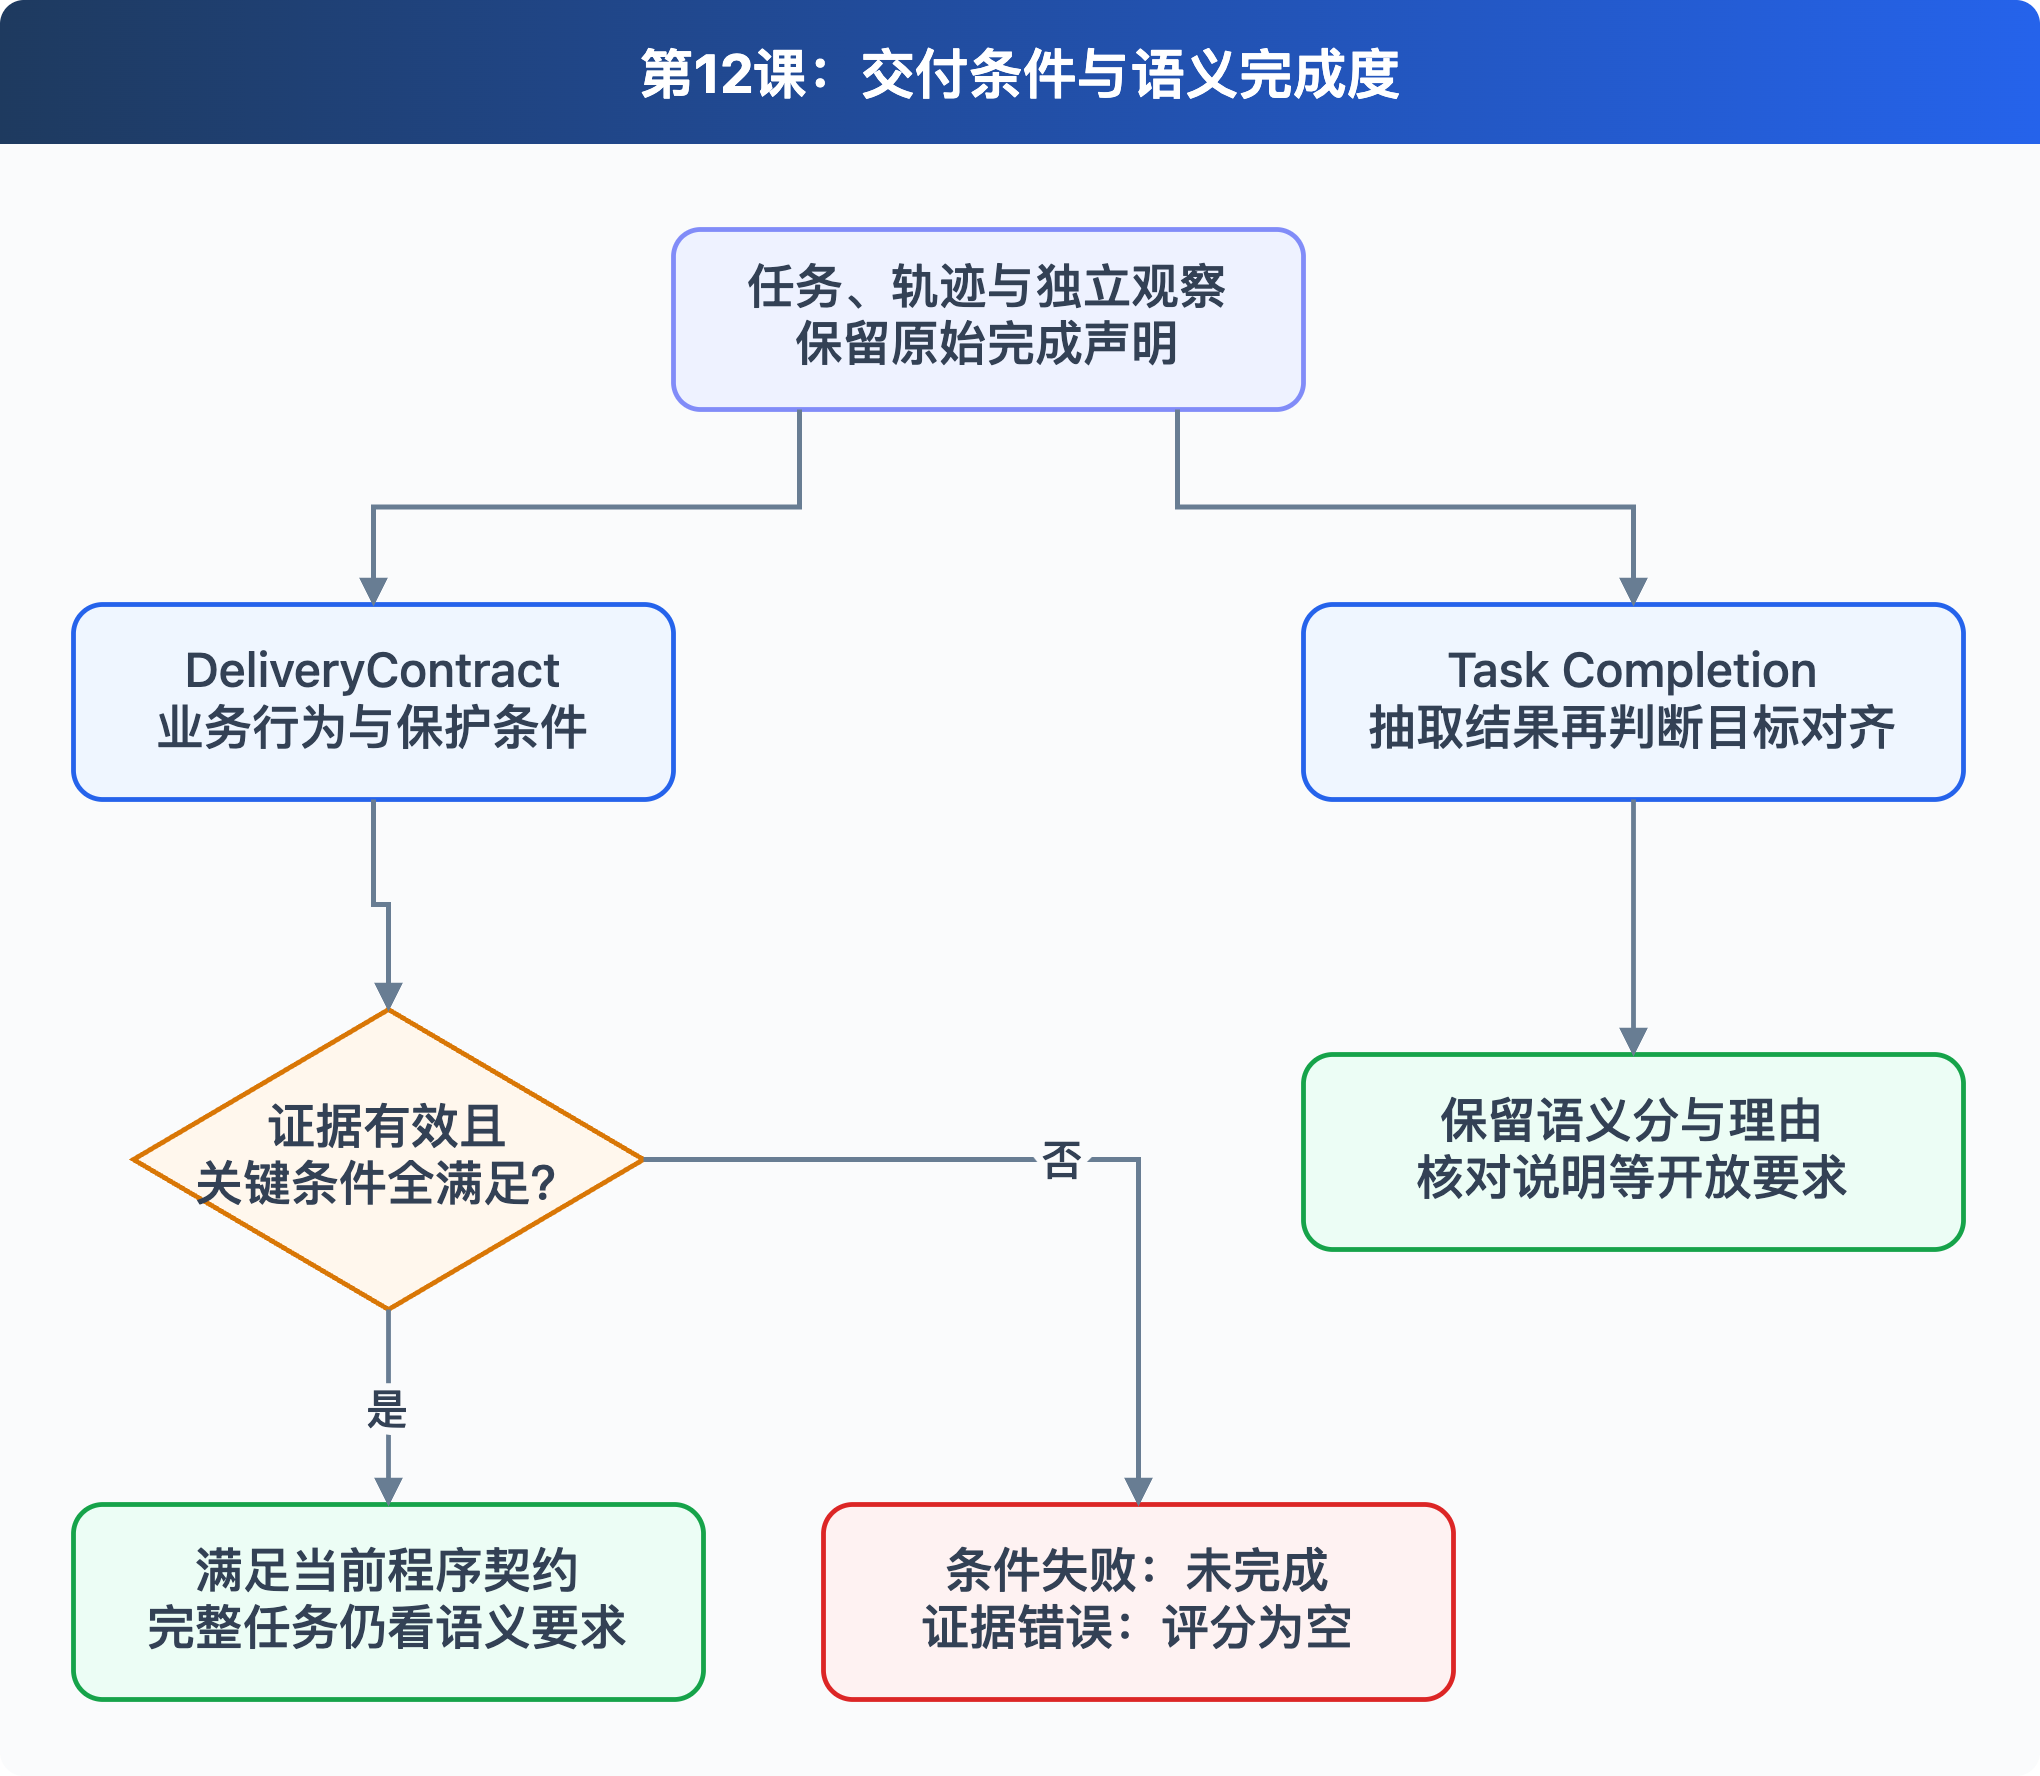 第12课：交付条件与语义完成度
任务、轨迹与独立观察
保留原始完成声明
DeliveryContract
业务行为与保护条件
Task Completion
抽取结果再判断目标对齐
证据有效且
关键条件全满足?
否
保留语义分与理由
核对说明等开放要求
是
满足当前程序契约
完整任务仍看语义要求
条件失败：未完成
证据错误：评分为空